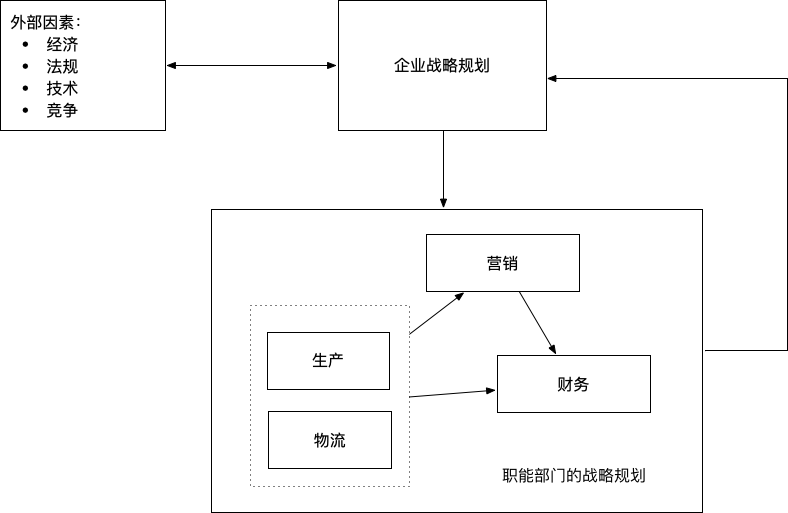 外部因素：
• 经济
• 法规
• 技术
• 竞争
企业战略规划
营销
生产
财务
物流
职能部门的战略规划